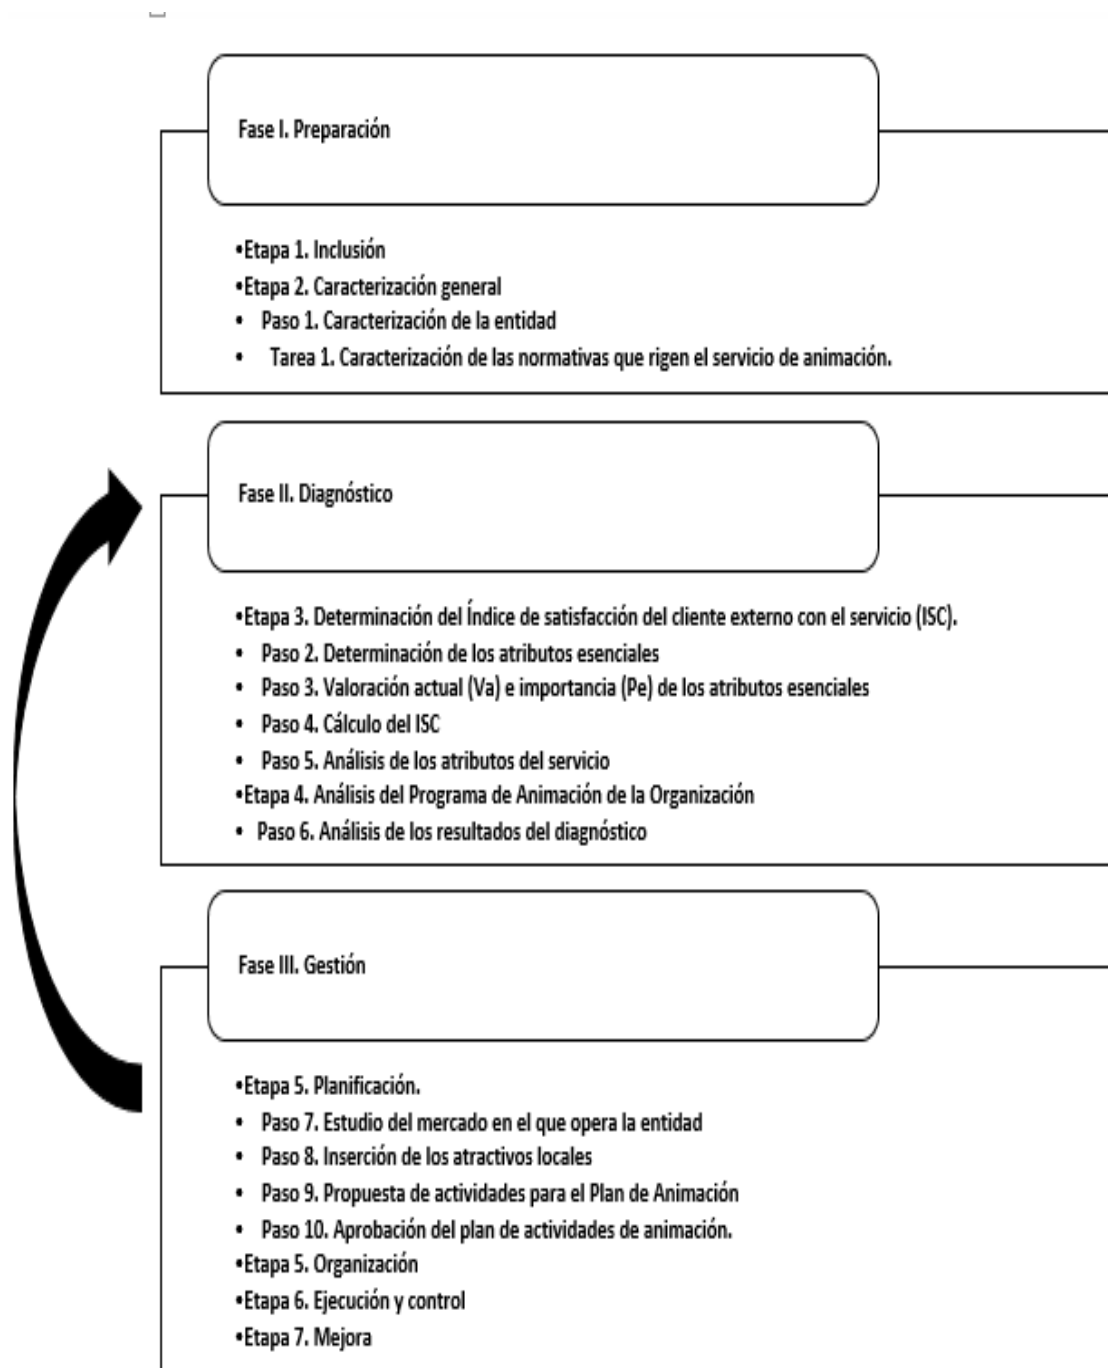 Fase I. Preparación
•Etapa 1. Inclusión
•Etapa 2. Caracterización general
• Paso 1. Caracterización de la entidad
• Tarea 1. Caracterización de las normativas que rigen el servicio de animación.
Fase II. Diagnóstico
•Etapa 3. Determinación del Índice de satisfacción del cliente externo con el servicio (ISC).
• Paso 2. Determinación de los atributos esenciales
• Paso 3. Valoración actual (Va) e importancia (Pe) de los atributos esenciales
• Paso 4. Cálculo del ISC
• Paso 5. Análisis de los atributos del servicio
•Etapa 4. Análisis del Programa de Animación de la Organización
• Paso 6. Análisis de los resultados del diagnóstico
Fase III. Gestión
•Etapa 5. Planificación.
• Paso 7. Estudio del mercado en el que opera la entidad
• Paso 8. Inserción de los atractivos locales
• Paso 9. Propuesta de actividades para el Plan de Animación
• Paso 10. Aprobación del plan de actividades de animación.
•Etapa 5. Organización
•Etapa 6. Ejecución y control
•Etapa 7. Mejora